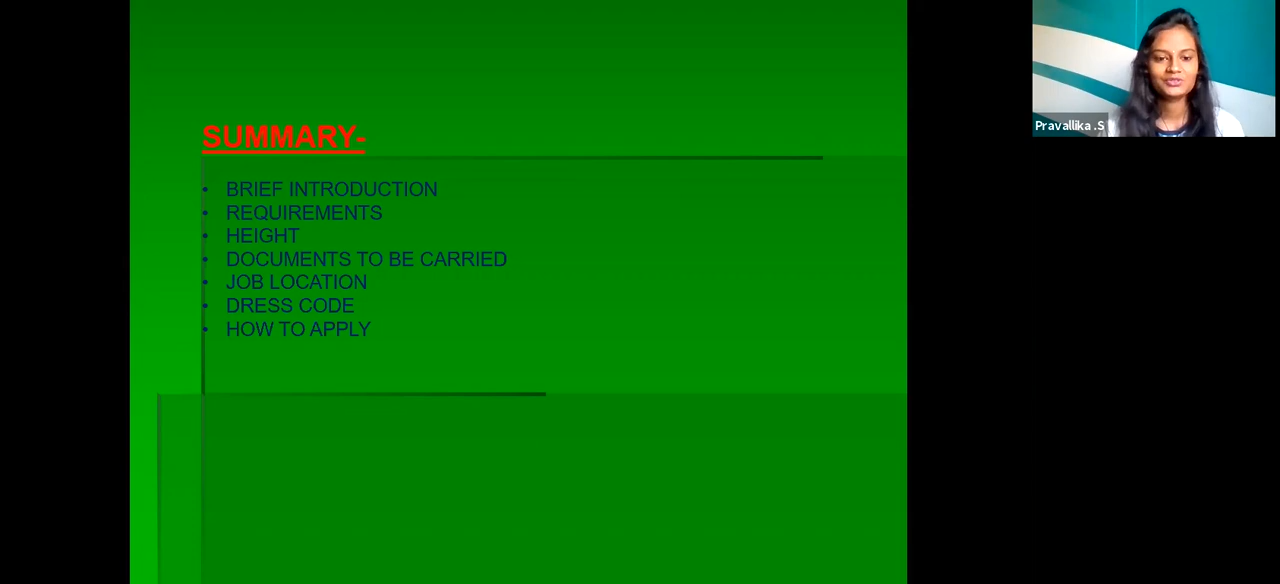 SUMMARY-
• BRIEF INTRODUCTION
• REQUIREMENTS
• HEIGHT
• DOCUMENTS TO BE CARRIED
• JOB LOCATION
• DRESS CODE
• HOW TO APPLY
Pravallika .S